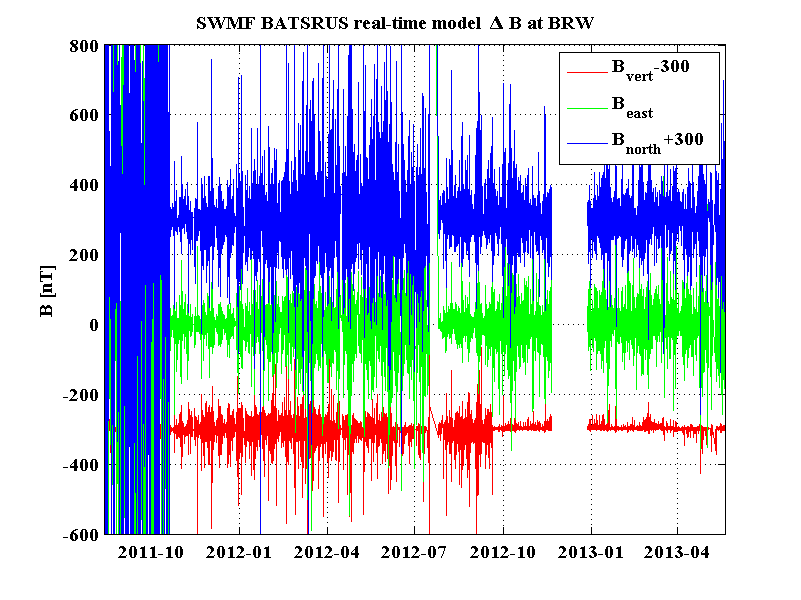 SWMF BATSRUS real-time model Δ B at BRW
B [nT]
800
600
400
200
0
-200
-400
-600
B_vert-300
B_east
B_north+300
2011-10 2012-01 2012-04 2012-07 2012-10 2013-01 2013-04